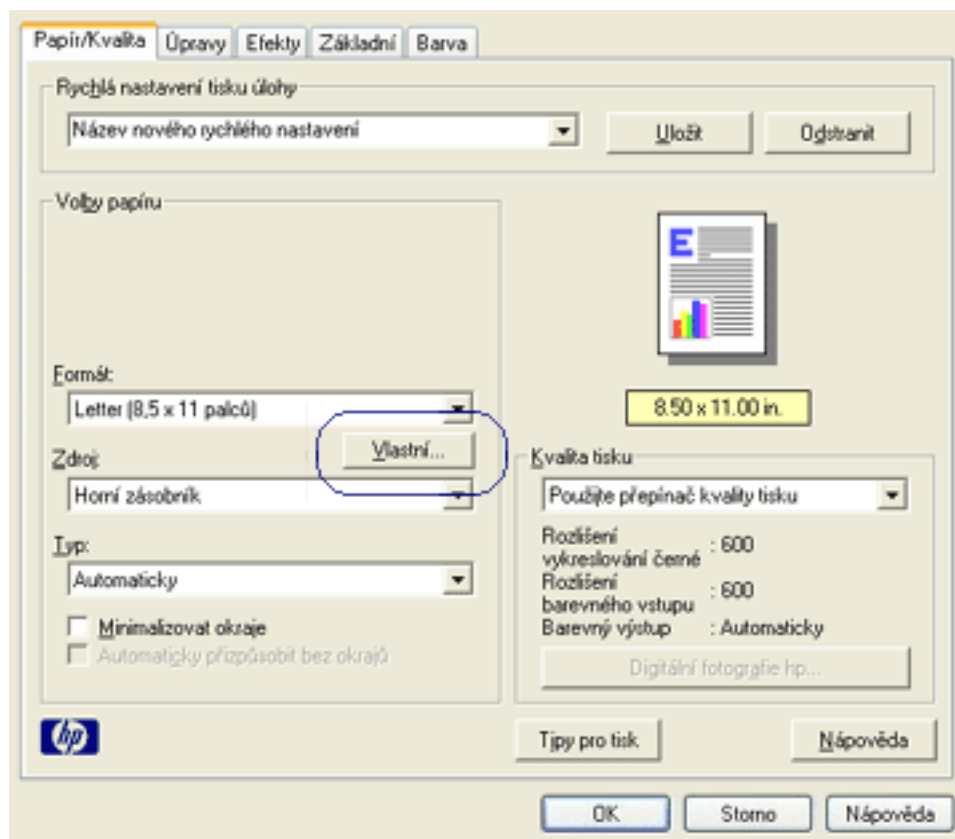 Papír/Kvalita Úpravy Efekty Základní Barva
Rychlá nastavení tisku úlohy
Název nového rychlého nastavení Uložit Odstranit
Volby papíru
E
Formát:
Letter (8,5 x 11 palců) 8.50 x 11.00 in.
Vlastní...
Zdroj: Kvalita tisku
Horní zásobník Použijte přepínač kvality tisku
Typ:
Automaticky
Rozlišení
vykreslování černé : 600
Rozlišení
barevného vstupu : 600
Barevný výstup : Automaticky
Minimalizovat okraje
Automaticky přizpůsobit bez okrajů
Digitální fotografie hp...
hp Tipy pro tisk Nápověda
OK Storno Nápověda